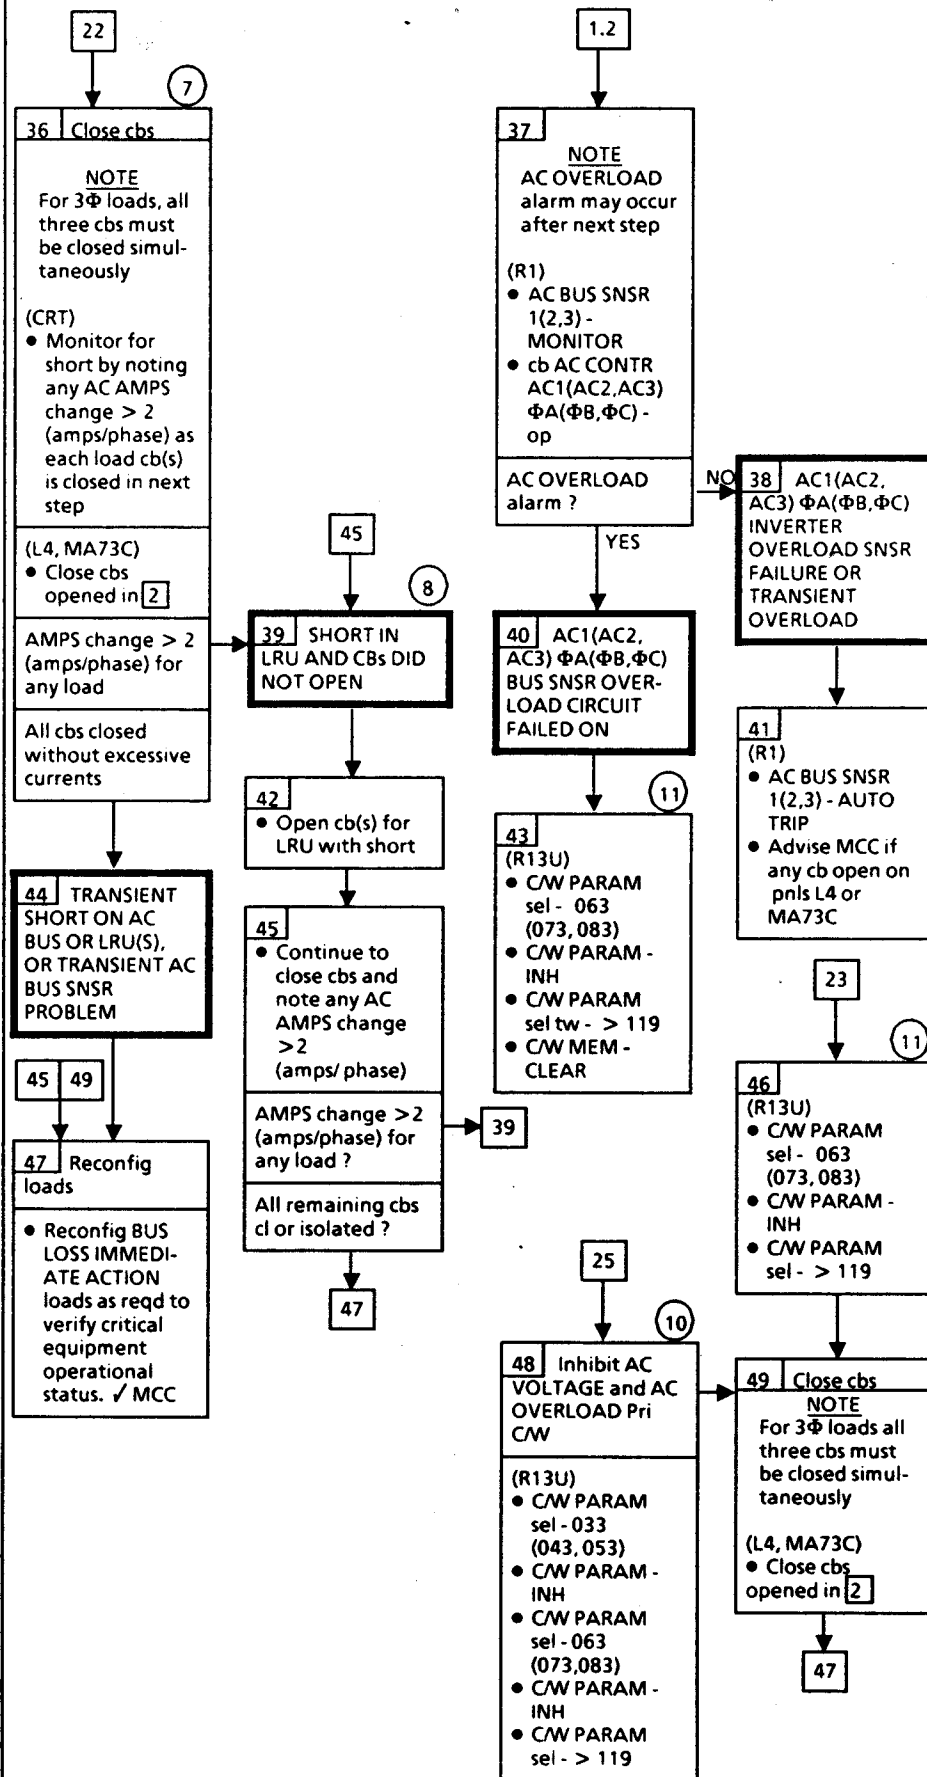 22
7
36 Close cbs
NOTE
For 3Φ loads, all
three cbs must
be closed simul-
taneously
(CRT)
● Monitor for
short by noting
any AC AMPS
change > 2
(amps/phase) as
each load cb(s)
is closed in next
step
(L4, MA73C)
● Close cbs
opened in 2
AMPS change > 2
(amps/phase) for
any load
All cbs closed
without excessive
currents
44 TRANSIENT
SHORT ON AC
BUS OR LRU(S),
OR TRANSIENT AC
BUS SNSR
PROBLEM
45 49
47 Reconfig
loads
● Reconfig BUS
LOSS IMMEDI-
ATE ACTION
loads as reqd to
verify critical
equipment
operational
status. ✓ MCC
45
8
39 SHORT IN
LRU AND CBs DID
NOT OPEN
42
● Open cb(s) for
LRU with short
45
● Continue to
close cbs and
note any AC
AMPS change
>2
(amps/ phase)
AMPS change >2
(amps/phase) for
any load ?
39
All remaining cbs
cl or isolated ?
47
1.2
37
NOTE
AC OVERLOAD
alarm may occur
after next step
(R1)
● AC BUS SNSR
1(2,3) -
MONITOR
● cb AC CONTR
AC1(AC2,AC3)
ΦA(ΦB,ΦC) -
op
AC OVERLOAD
alarm ?
NO
YES
38 AC1(AC2,
AC3) ΦA(ΦB,ΦC)
INVERTER
OVERLOAD SNSR
FAILURE OR
TRANSIENT
OVERLOAD
40 AC1(AC2,
AC3) ΦA(ΦB,ΦC)
BUS SNSR OVER-
LOAD CIRCUIT
FAILED ON
41
(R1)
● AC BUS SNSR
1(2,3) - AUTO
TRIP
● Advise MCC if
any cb open on
pnls L4 or
MA73C
11
43
(R13U)
● C/W PARAM
sel - 063
(073, 083)
● C/W PARAM -
INH
● C/W PARAM
sel tw - > 119
● C/W MEM -
CLEAR
23
11
46
(R13U)
● C/W PARAM
sel - 063
(073, 083)
● C/W PARAM -
INH
● C/W PARAM
sel - > 119
25
10
48 Inhibit AC
VOLTAGE and AC
OVERLOAD Pri
C/W
(R13U)
● C/W PARAM
sel - 033
(043, 053)
● C/W PARAM -
INH
● C/W PARAM
sel - 063
(073,083)
● C/W PARAM -
INH
● C/W PARAM
sel - > 119
49 Close cbs
NOTE
For 3Φ loads all
three cbs must
be closed simul-
taneously
(L4, MA73C)
● Close cbs
opened in 2
47